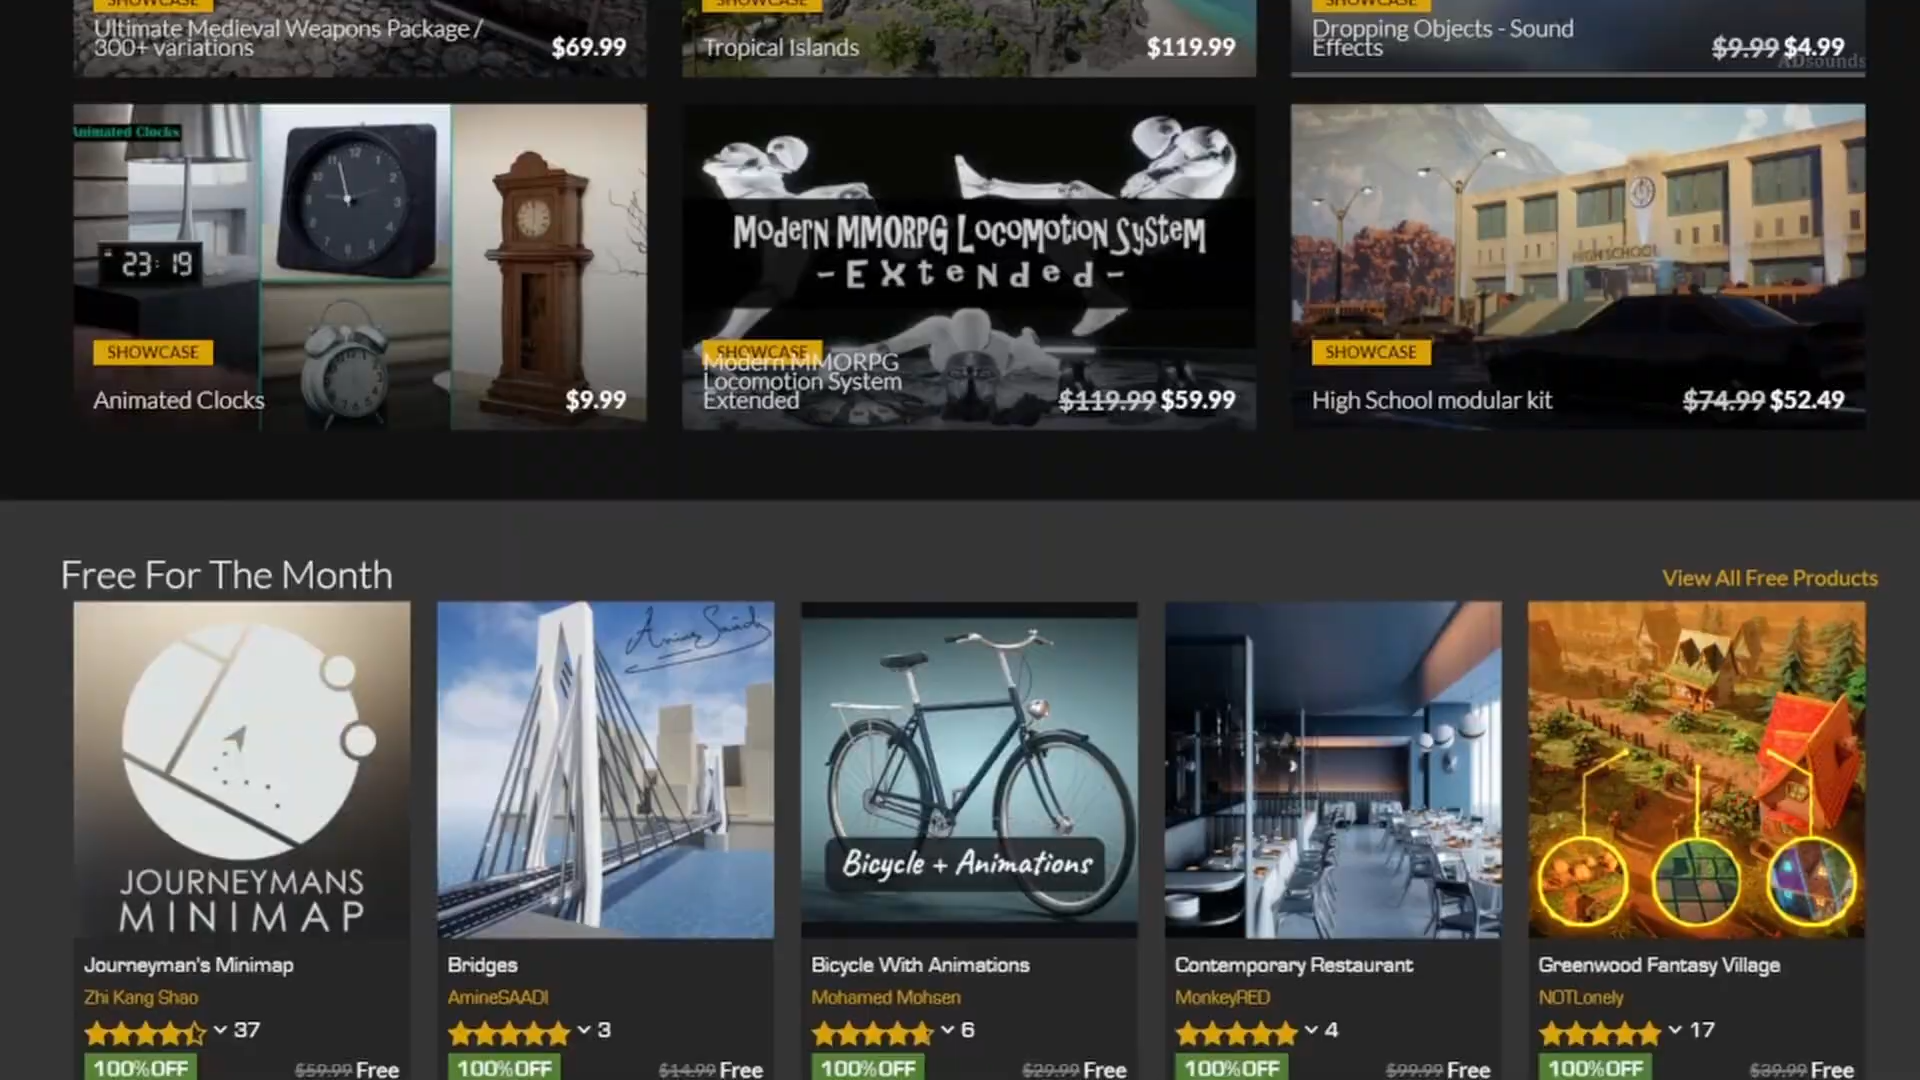 SHOWCASE
Ultimate Medieval Weapons Package /
300+ variations
$69.99
SHOWCASE
Tropical Islands
$119.99
SHOWCASE
Dropping Objects - Sound
Effects
$9.99 $4.99
ADsounds
Animated Clocks
23:19
SHOWCASE
Animated Clocks
$9.99
Modern MMORPG Locomotion System
-Extended-
SHOWCASE
Modern MMORPG
Locomotion System
Extended
$119.99 $59.99
HIGH SCHOOL
SHOWCASE
High School modular kit
$74.99 $52.49
Free For The Month
View All Free Products
JOURNEYMANS
MINIMAP
Journeyman's Minimap
Zhi Kang Shao
37
100% OFF
$59.99 Free
Amine Saadi
Bridges
AmineSAADI
3
100% OFF
$14.99 Free
Bicycle + Animations
Bicycle With Animations
Mohamed Mohsen
6
100% OFF
$29.99 Free
Contemporary Restaurant
MonkeyRED
4
100% OFF
$99.99 Free
Greenwood Fantasy Village
NOTLonely
17
100% OFF
$39.99 Free